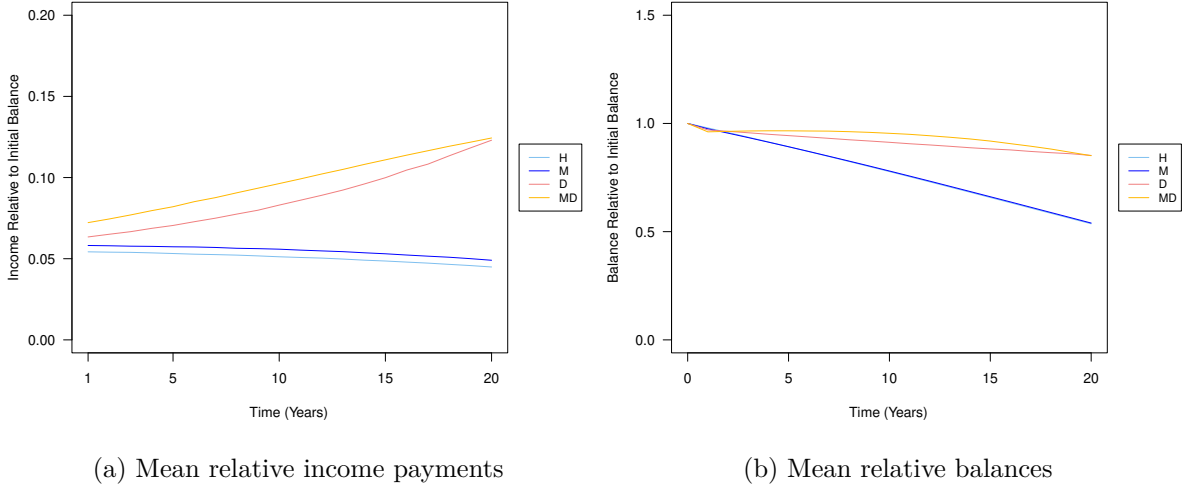 Income Relative to Initial Balance
0.20
0.15
0.10
0.05
0.00
1
5
10
15
20
Time (Years)
H
M
D
MD
(a) Mean relative income payments
Balance Relative to Initial Balance
1.5
1.0
0.5
0.0
0
5
10
15
20
Time (Years)
H
M
D
MD
(b) Mean relative balances